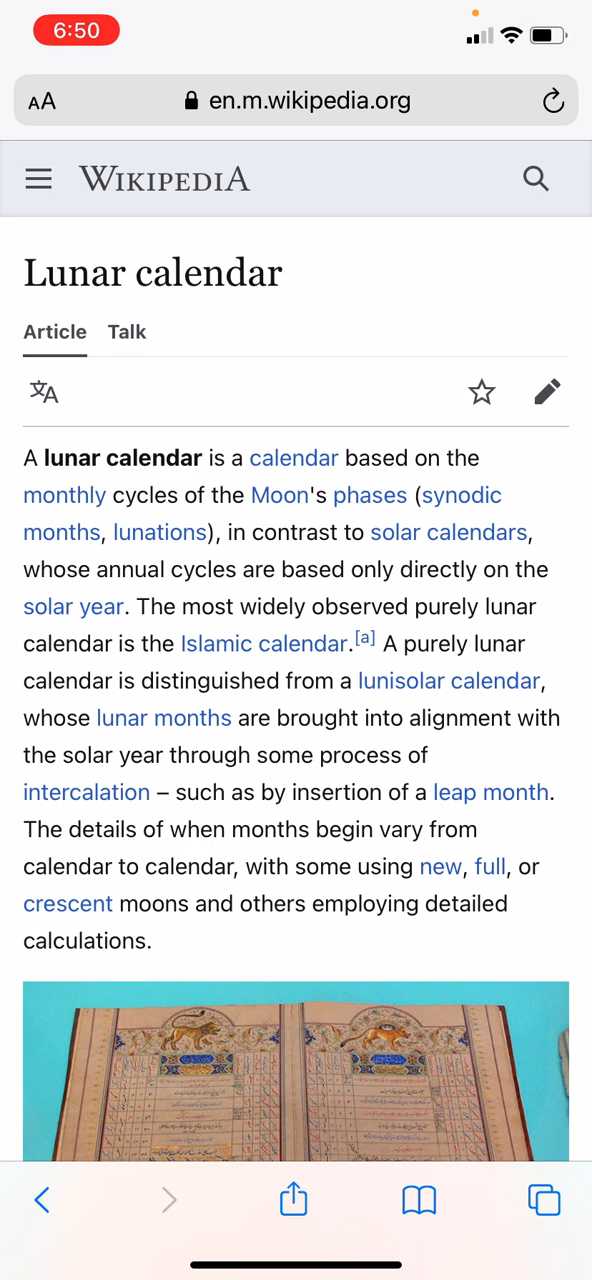 6:50
AA en.m.wikipedia.org
WIKIPEDIA
Lunar calendar
Article Talk
文A
A lunar calendar is a calendar based on the
monthly cycles of the Moon's phases (synodic
months, lunations), in contrast to solar calendars,
whose annual cycles are based only directly on the
solar year. The most widely observed purely lunar
calendar is the Islamic calendar.[a] A purely lunar
calendar is distinguished from a lunisolar calendar,
whose lunar months are brought into alignment with
the solar year through some process of
intercalation – such as by insertion of a leap month.
The details of when months begin vary from
calendar to calendar, with some using new, full, or
crescent moons and others employing detailed
calculations.